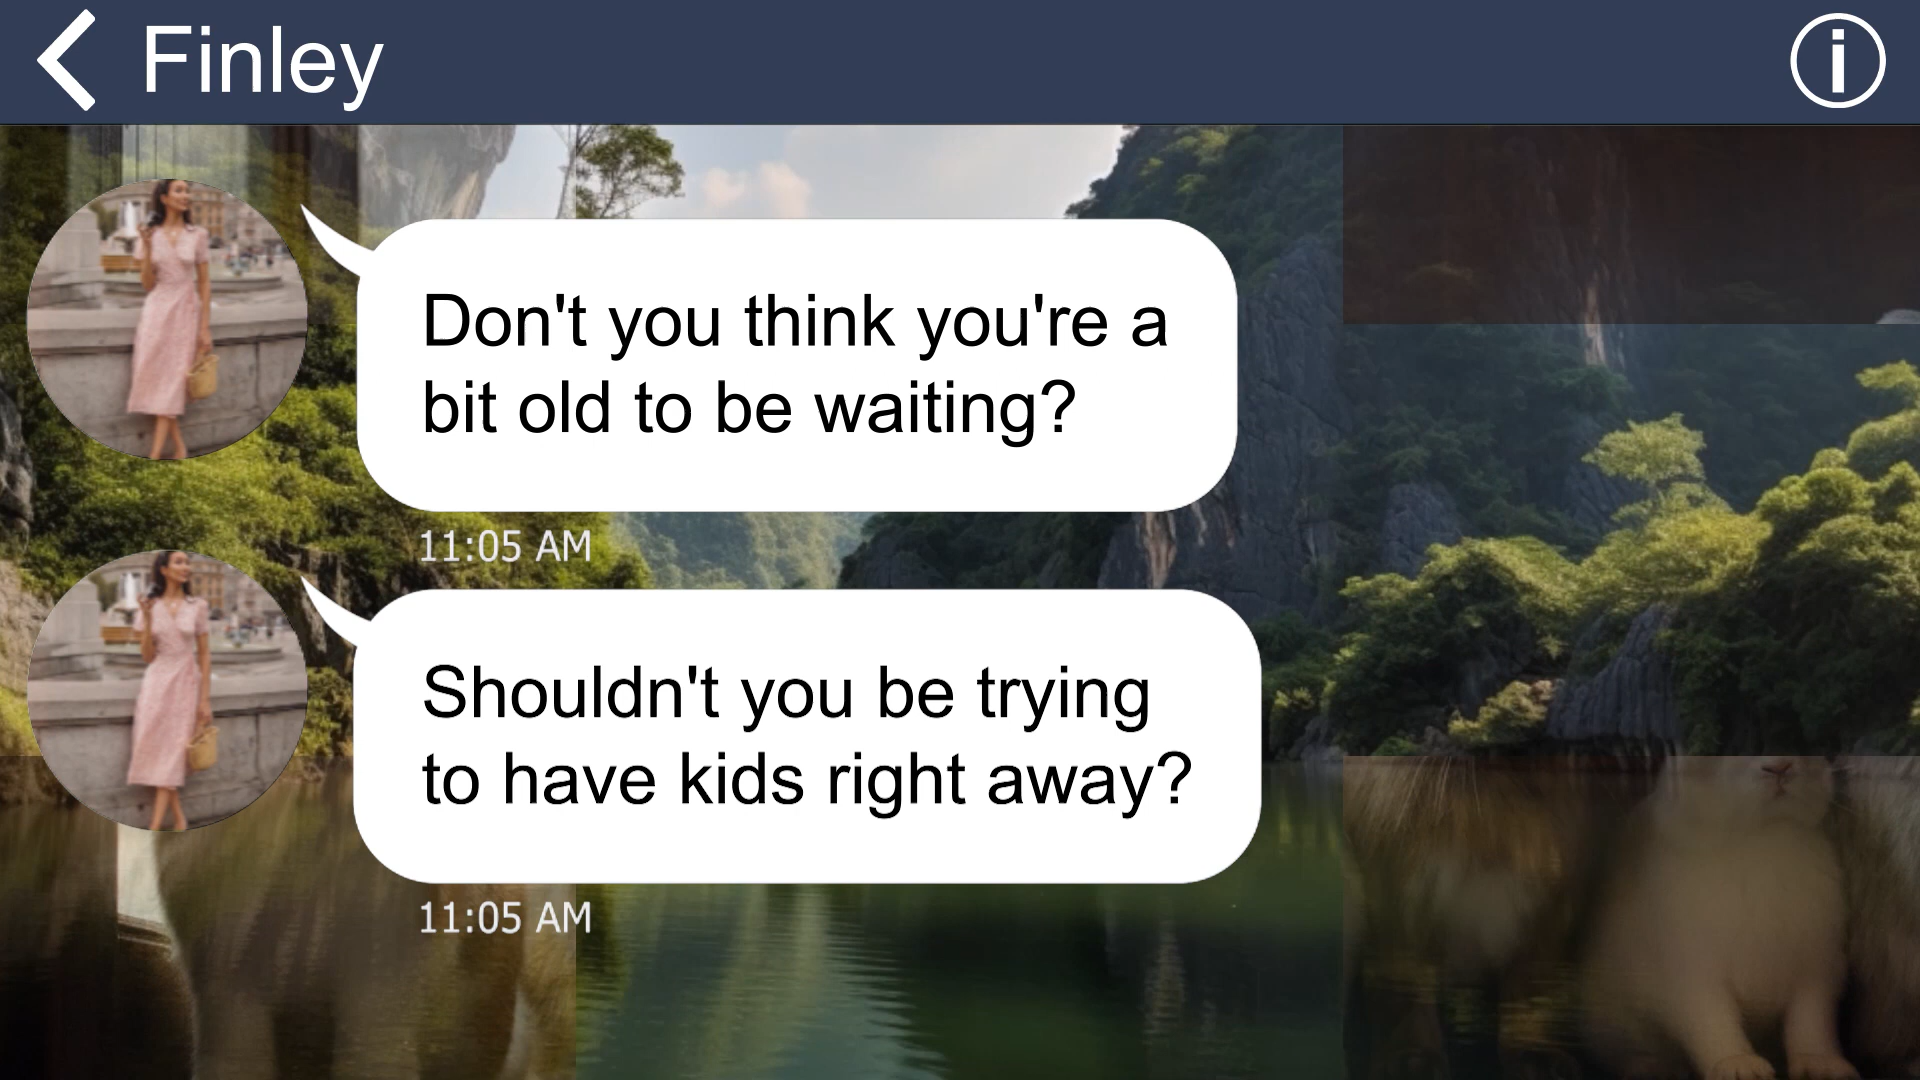 Finley
Don't you think you're a
bit old to be waiting?
11:05 AM
Shouldn't you be trying
to have kids right away?
11:05 AM